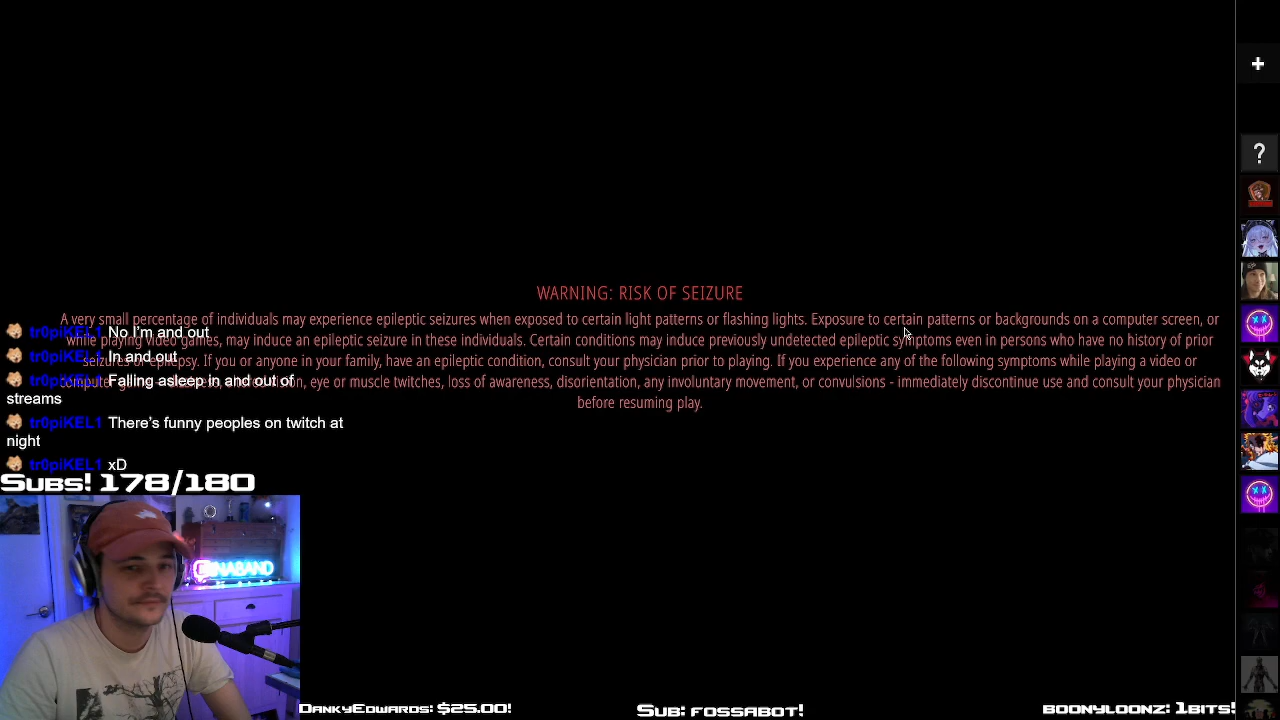 WARNING: RISK OF SEIZURE
A very small percentage of individuals may experience epileptic seizures when exposed to certain light patterns or flashing lights. Exposure to certain patterns or backgrounds on a computer screen, or
while playing video games, may induce an epileptic seizure in these individuals. Certain conditions may induce previously undetected epileptic symptoms even in persons who have no history of prior
seizures or epilepsy. If you or anyone in your family, have an epileptic condition, consult your physician prior to playing. If you experience any of the following symptoms while playing a video or
eye or muscle twitches, loss of awareness, disorientation, any involuntary movement, or convulsions - immediately discontinue use and consult your physician
before resuming play.
tr0piKEL1 No I'm and out
tr0piKEL1 In and out
tr0piKEL1 Falling asleep in and out of
streams
tr0piKEL1 There's funny peoples on twitch at
night
tr0piKEL1 xD
Subs! 178/180
DankyEdwards: $25.00!
Sub: fossabot!
boonyloonz: 1bits!